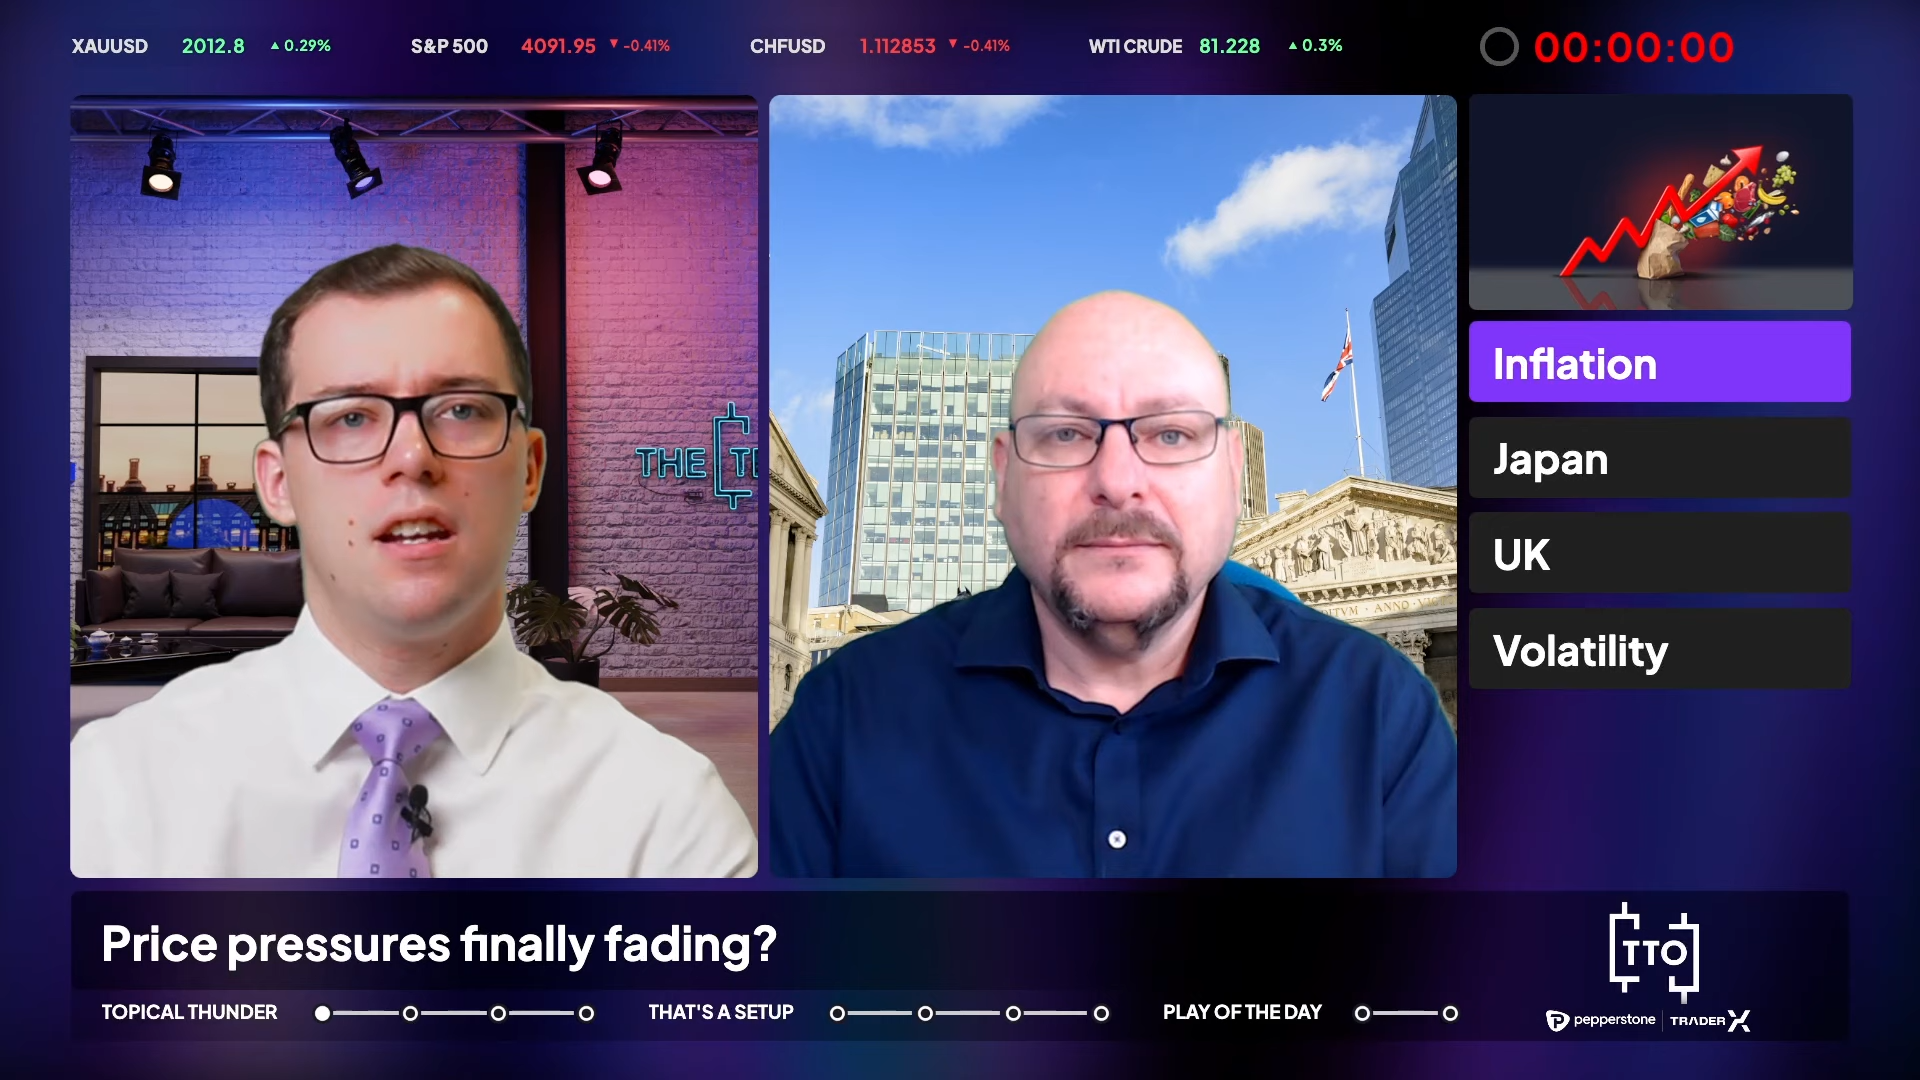 XAUUSD 2012.8 ▲ 0.29% S&P 500 4091.95 ▼ -0.41% CHFUSD 1.112853 ▼ -0.41% WTI CRUDE 81.228 ▲ 0.3% 00:00:00
THE
Inflation
Japan
UK
Volatility
ANNO
Price pressures finally fading?
TTO
TOPICAL THUNDER THAT'S A SETUP PLAY OF THE DAY
pepperstone TRADER X